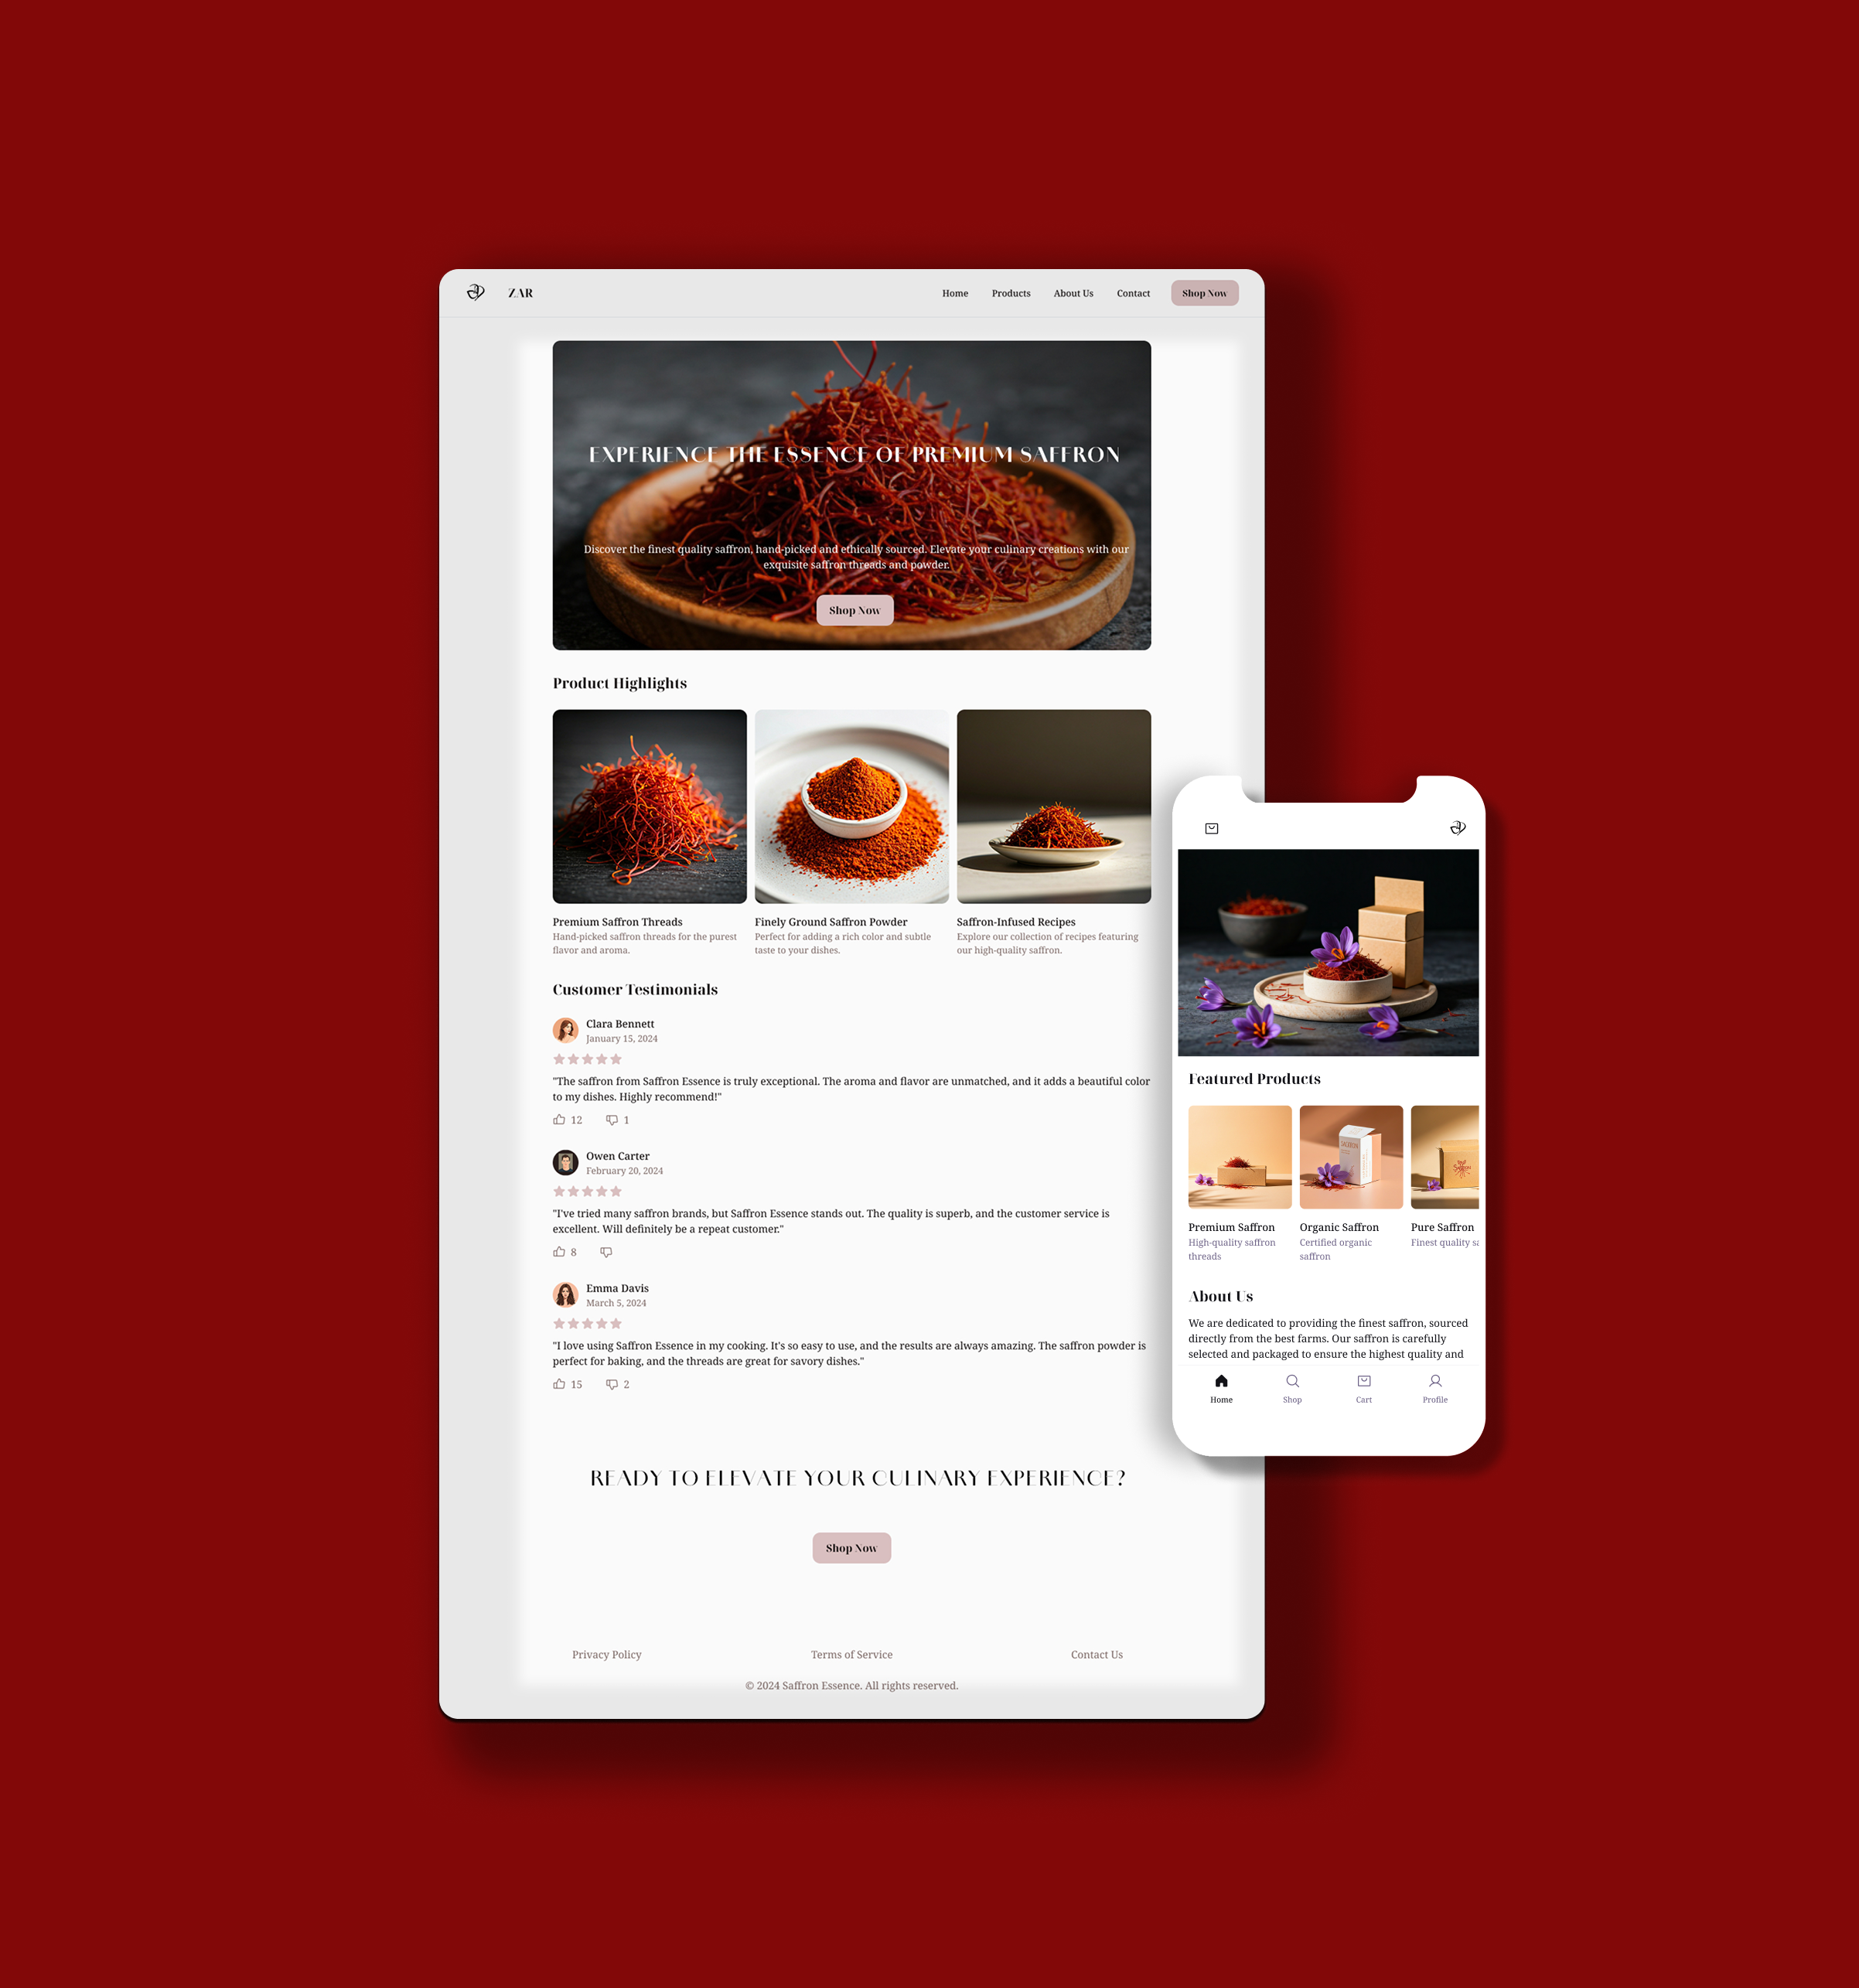 ZAR
Home
Products
About Us
Contact
Shop Now
EXPERIENCE THE ESSENCE OF PREMIUM SAFFRON
Discover the finest quality saffron, hand-picked and ethically sourced. Elevate your culinary creations with our
exquisite saffron threads and powder.
Shop Now
Product Highlights
Premium Saffron Threads
Hand-picked saffron threads for the purest
flavor and aroma.
Finely Ground Saffron Powder
Perfect for adding a rich color and subtle
taste to your dishes.
Saffron-Infused Recipes
Explore our collection of recipes featuring
our high-quality saffron.
Customer Testimonials
Clara Bennett
January 15, 2024
"The saffron from Saffron Essence is truly exceptional. The aroma and flavor are unmatched, and it adds a beautiful color
to my dishes. Highly recommend!"
12
1
Owen Carter
February 20, 2024
"I've tried many saffron brands, but Saffron Essence stands out. The quality is superb, and the customer service is
excellent. Will definitely be a repeat customer."
8
Emma Davis
March 5, 2024
"I love using Saffron Essence in my cooking. It's so easy to use, and the results are always amazing. The saffron powder is
perfect for baking, and the threads are great for savory dishes."
15
2
READY TO ELEVATE YOUR CULINARY EXPERIENCE?
Shop Now
Privacy Policy
Terms of Service
Contact Us
© 2024 Saffron Essence. All rights reserved.
Featured Products
Premium Saffron
High-quality saffron
threads
Organic Saffron
Certified organic
saffron
Pure Saffron
Finest quality sa
About Us
We are dedicated to providing the finest saffron, sourced
directly from the best farms. Our saffron is carefully
selected and packaged to ensure the highest quality and
Home
Shop
Cart
Profile